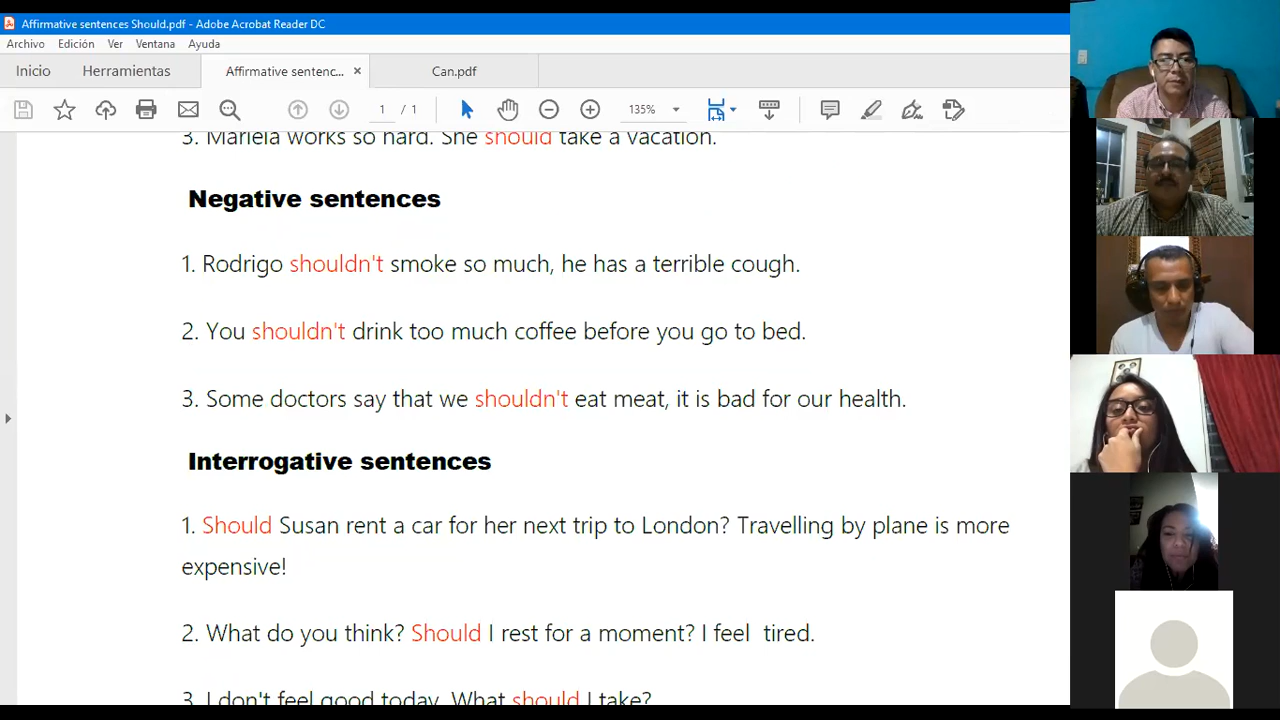 Affirmative sentences Should.pdf - Adobe Acrobat Reader DC
Archivo Edición Ver Ventana Ayuda
Inicio Herramientas Affirmative sentenc... × Can.pdf
1 / 1 135%
3. Mariela works so hard. She should take a vacation.
Negative sentences
1. Rodrigo shouldn't smoke so much, he has a terrible cough.
2. You shouldn't drink too much coffee before you go to bed.
3. Some doctors say that we shouldn't eat meat, it is bad for our health.
Interrogative sentences
1. Should Susan rent a car for her next trip to London? Travelling by plane is more
expensive!
2. What do you think? Should I rest for a moment? I feel  tired.
3. I don't feel good today. What should I take?